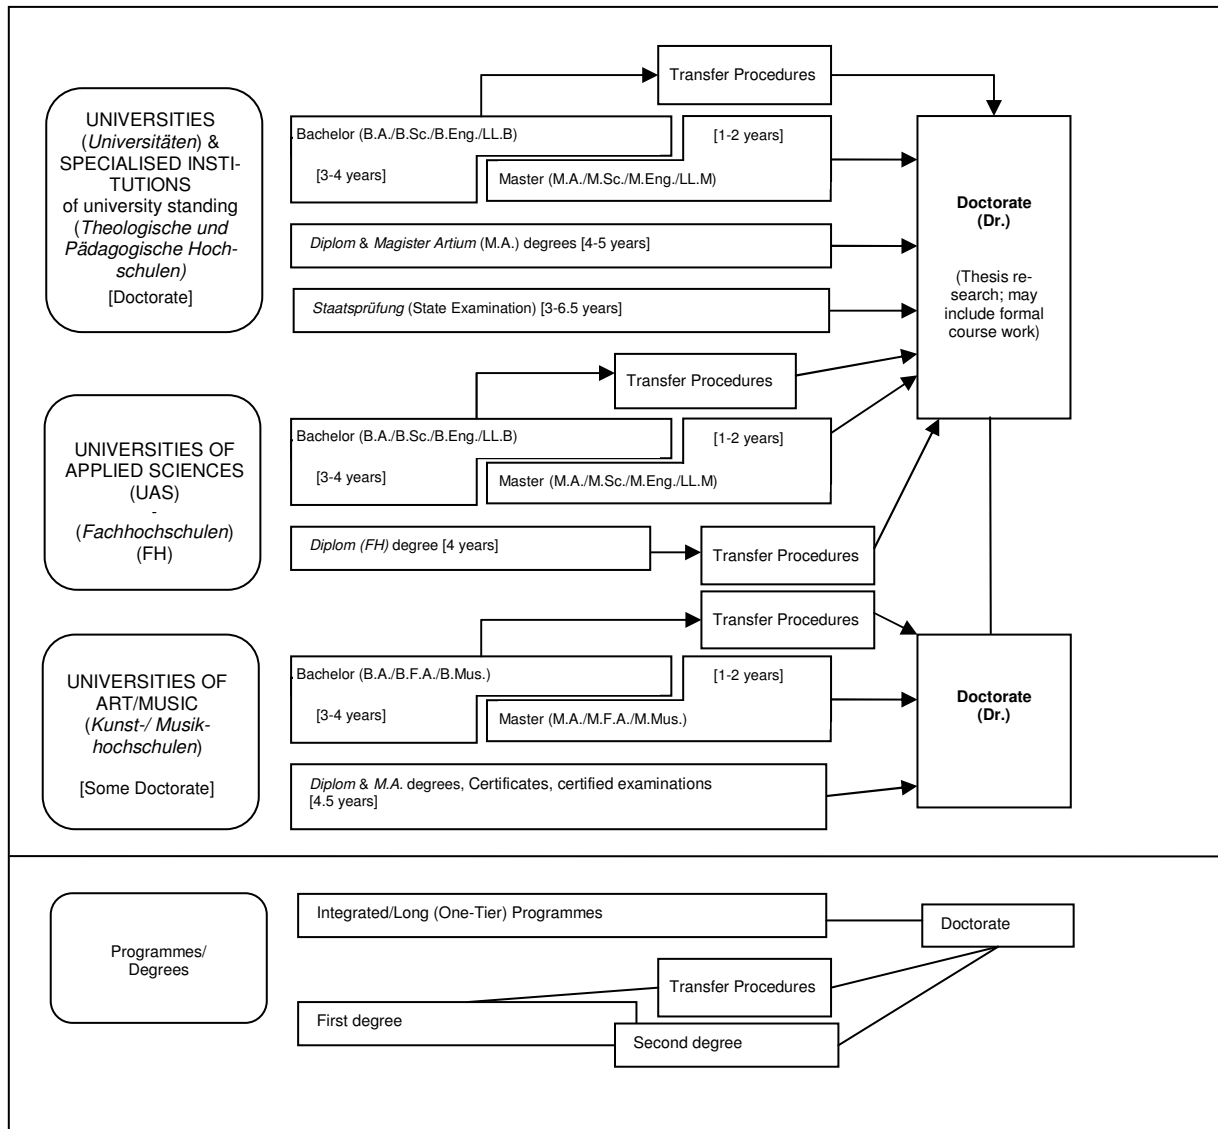 Transfer Procedures
UNIVERSITIES
(Universitäten) &
SPECIALISED INSTI-
TUTIONS
of university standing
(Theologische und
Pädagogische Hoch-
schulen)
[Doctorate]
. Bachelor (B.A./B.Sc./B.Eng./LL.B)
[3-4 years]
[1-2 years]
Master (M.A./M.Sc./M.Eng./LL.M)
Diplom & Magister Artium (M.A.) degrees [4-5 years]
Staatsprüfung (State Examination) [3-6.5 years]
Doctorate
(Dr.)
(Thesis re-
search; may
include formal
course work)
Transfer Procedures
UNIVERSITIES OF
APPLIED SCIENCES
(UAS)
-
(Fachhochschulen)
(FH)
. Bachelor (B.A./B.Sc./B.Eng./LL.B)
[3-4 years]
[1-2 years]
Master (M.A./M.Sc./M.Eng./LL.M)
Diplom (FH) degree [4 years]
Transfer Procedures
Transfer Procedures
UNIVERSITIES OF
ART/MUSIC
(Kunst-/ Musik-
hochschulen)
[Some Doctorate]
. Bachelor (B.A./B.F.A./B.Mus.)
[3-4 years]
[1-2 years]
Master (M.A./M.F.A./M.Mus.)
Diplom & M.A. degrees, Certificates, certified examinations
[4.5 years]
Doctorate
(Dr.)
Programmes/
Degrees
Integrated/Long (One-Tier) Programmes
Doctorate
Transfer Procedures
First degree
Second degree